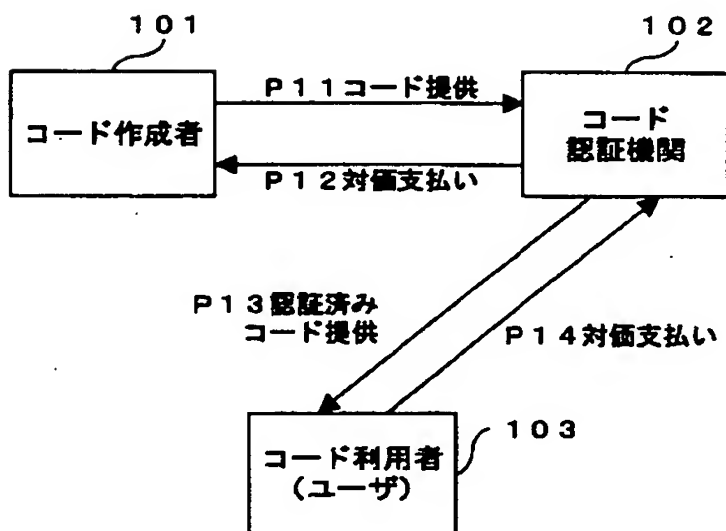 １０１
１０２
Ｐ１１コード提供
コード作成者
コード
認証機関
Ｐ１２対価支払い
Ｐ１３認証済み
コード提供
Ｐ１４対価支払い
１０３
コード利用者
（ユーザ）